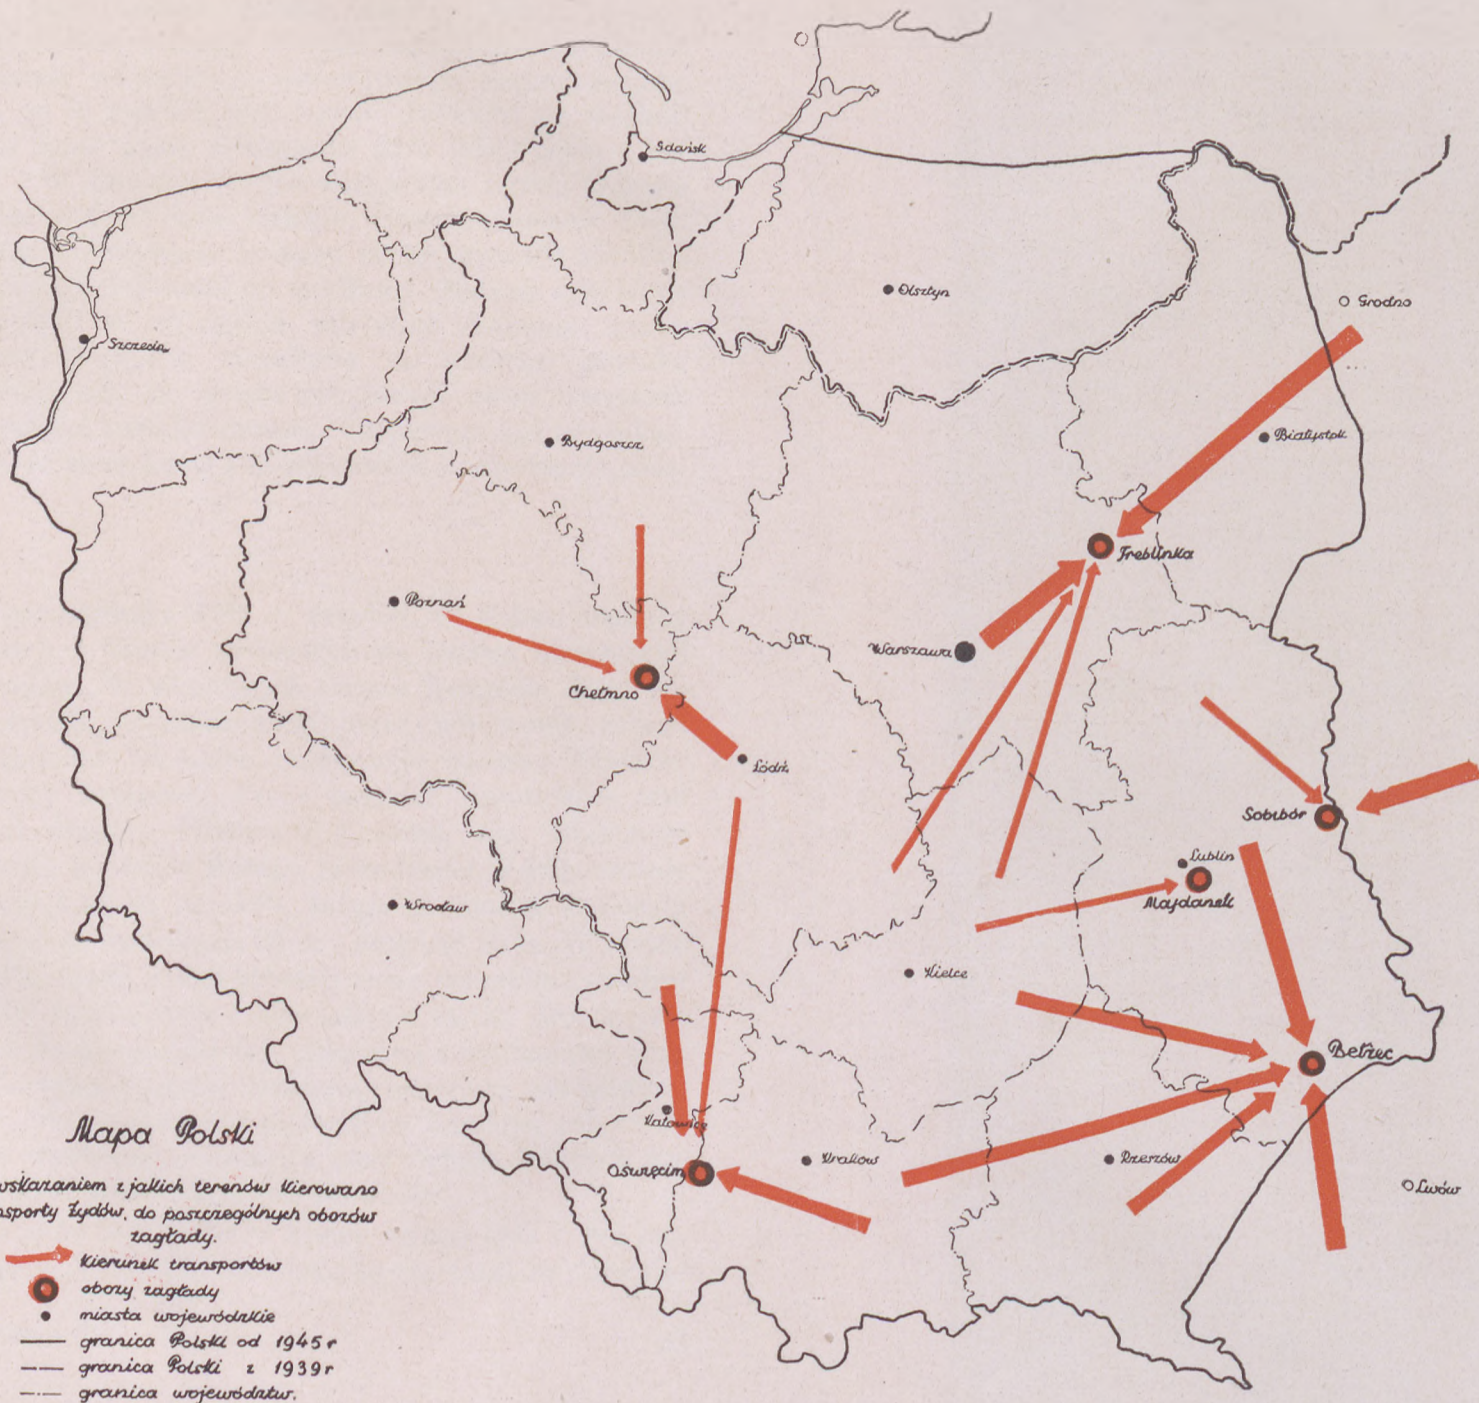 Gdańsk
Olsztyn
Grodno
Szczecin
Bydgoszcz
Białystok
Treblinka
Poznań
Warszawa
Chełmno
Łódź
Sobibór
Lublin
Majdanek
Wrocław
Kielce
Bełżec
Katowice
Oświęcim
Kraków
Rzeszów
Lwów
Mapa Polski
wskazaniem z jakich terenów kierowano
Żydów, do poszczególnych obozów
zagłady.
kierunek transportów
obozy zagłady
miasta wojewódzkie
granica Polski od 1945 r
granica Polski z 1939 r
granica województw.